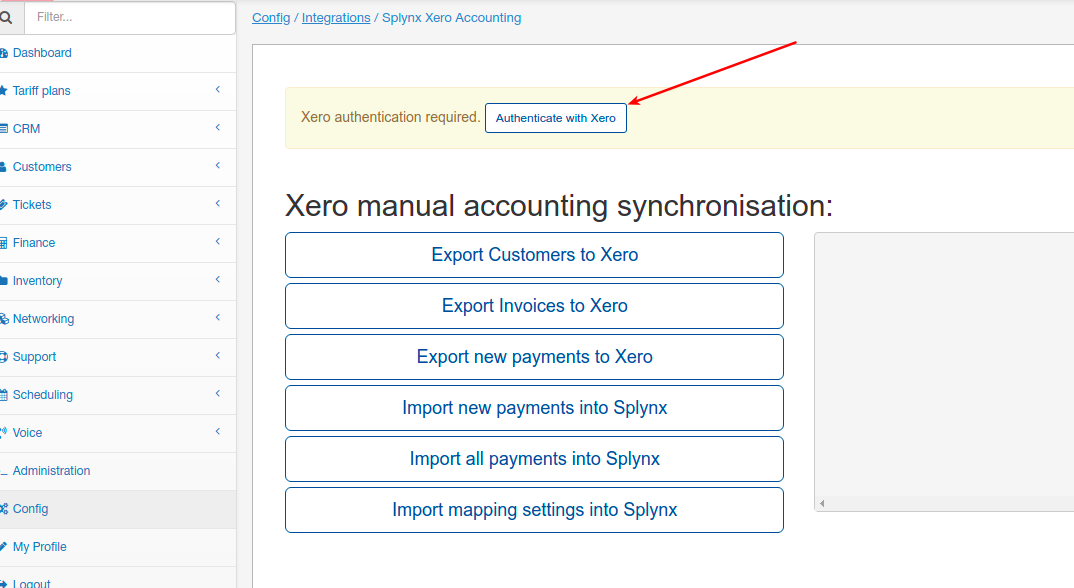 Filter...
Dashboard
Tariff plans
CRM
Customers
Tickets
Finance
Inventory
Networking
Support
Scheduling
Voice
Administration
Config
My Profile
Logout
Config / Integrations / Splynx Xero Accounting
Xero authentication required. Authenticate with Xero
Xero manual accounting synchronisation:
Export Customers to Xero
Export Invoices to Xero
Export new payments to Xero
Import new payments into Splynx
Import all payments into Splynx
Import mapping settings into Splynx